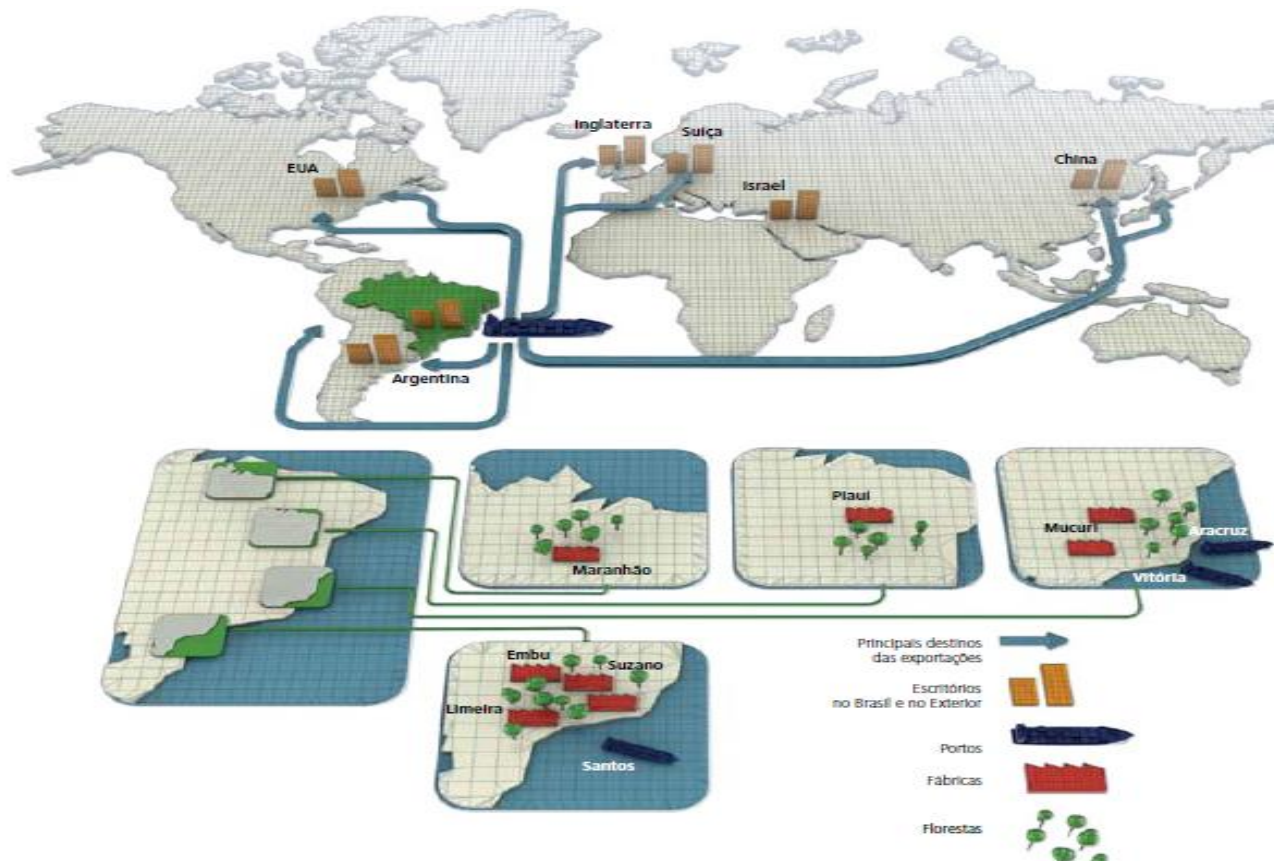 Inglaterra
Suíça
EUA
China
Israel
Argentina
Maranhão
Piauí
Mucuri
Aracruz
Vitória
Embu
Suzano
Limeira
Santos
Principais destinos
das exportações
Escritórios
no Brasil e no Exterior
Portos
Fábricas
Florestas